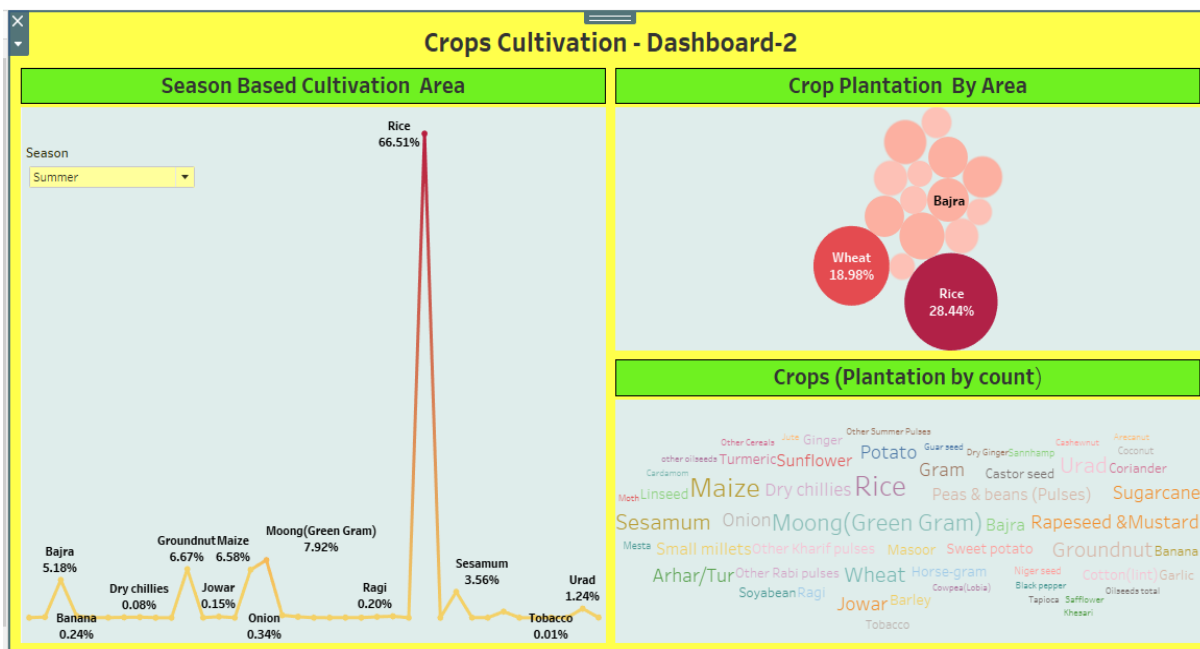 Crops Cultivation - Dashboard-2
Season Based Cultivation Area
Season
Summer
Rice
66.51%
Bajra
5.18%
Banana
0.24%
Dry chillies
0.08%
Groundnut
6.67%
Jowar
0.15%
Maize
6.58%
Onion
0.34%
Moong(Green Gram)
7.92%
Ragi
0.20%
Sesamum
3.56%
Tobacco
0.01%
Urad
1.24%
Crop Plantation By Area
Bajra
Wheat
18.98%
Rice
28.44%
Crops (Plantation by count)
Other Summer Pulses
Other Cereals Jute Ginger Potato Guar seed Dry Ginger Sannhamp Cashewnut Arecanut
Coconut
other oilseeds Turmeric Sunflower Gram Castor seed Urad Coriander
Cardamom
Moth Linseed Maize Dry chillies Rice Peas & beans (Pulses) Sugarcane
Sesamum Onion Moong(Green Gram) Bajra Rapeseed &Mustard
Mesta Small millets Other Kharif pulses Masoor Sweet potato Groundnut Banana
Arhar/Tur Other Rabi pulses Wheat Horse-gram Niger seed Cotton(lint) Garlic
Soyabean Ragi Cowpea(Lobia) Black pepper Oilseeds total
Jowar Barley Tapioca Safflower
Khesari
Tobacco